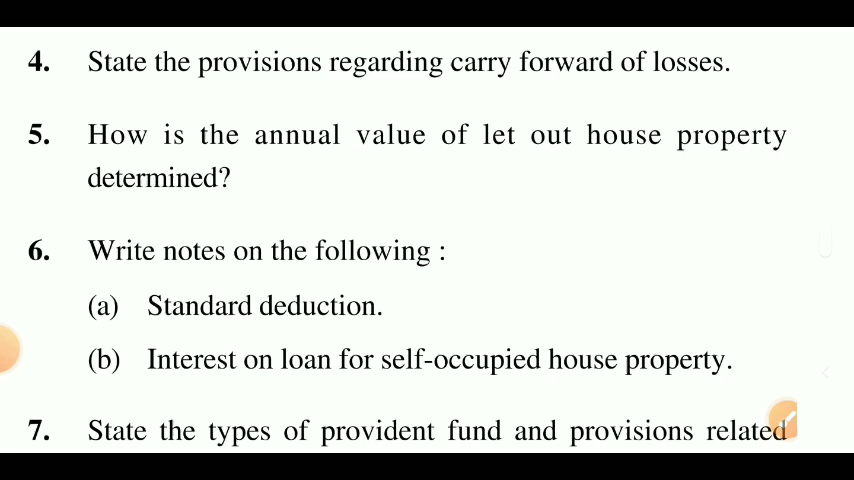 4. State the provisions regarding carry forward of losses.
5. How is the annual value of let out house property
determined?
6. Write notes on the following :
(a) Standard deduction.
(b) Interest on loan for self-occupied house property.
7. State the types of provident fund and provisions related